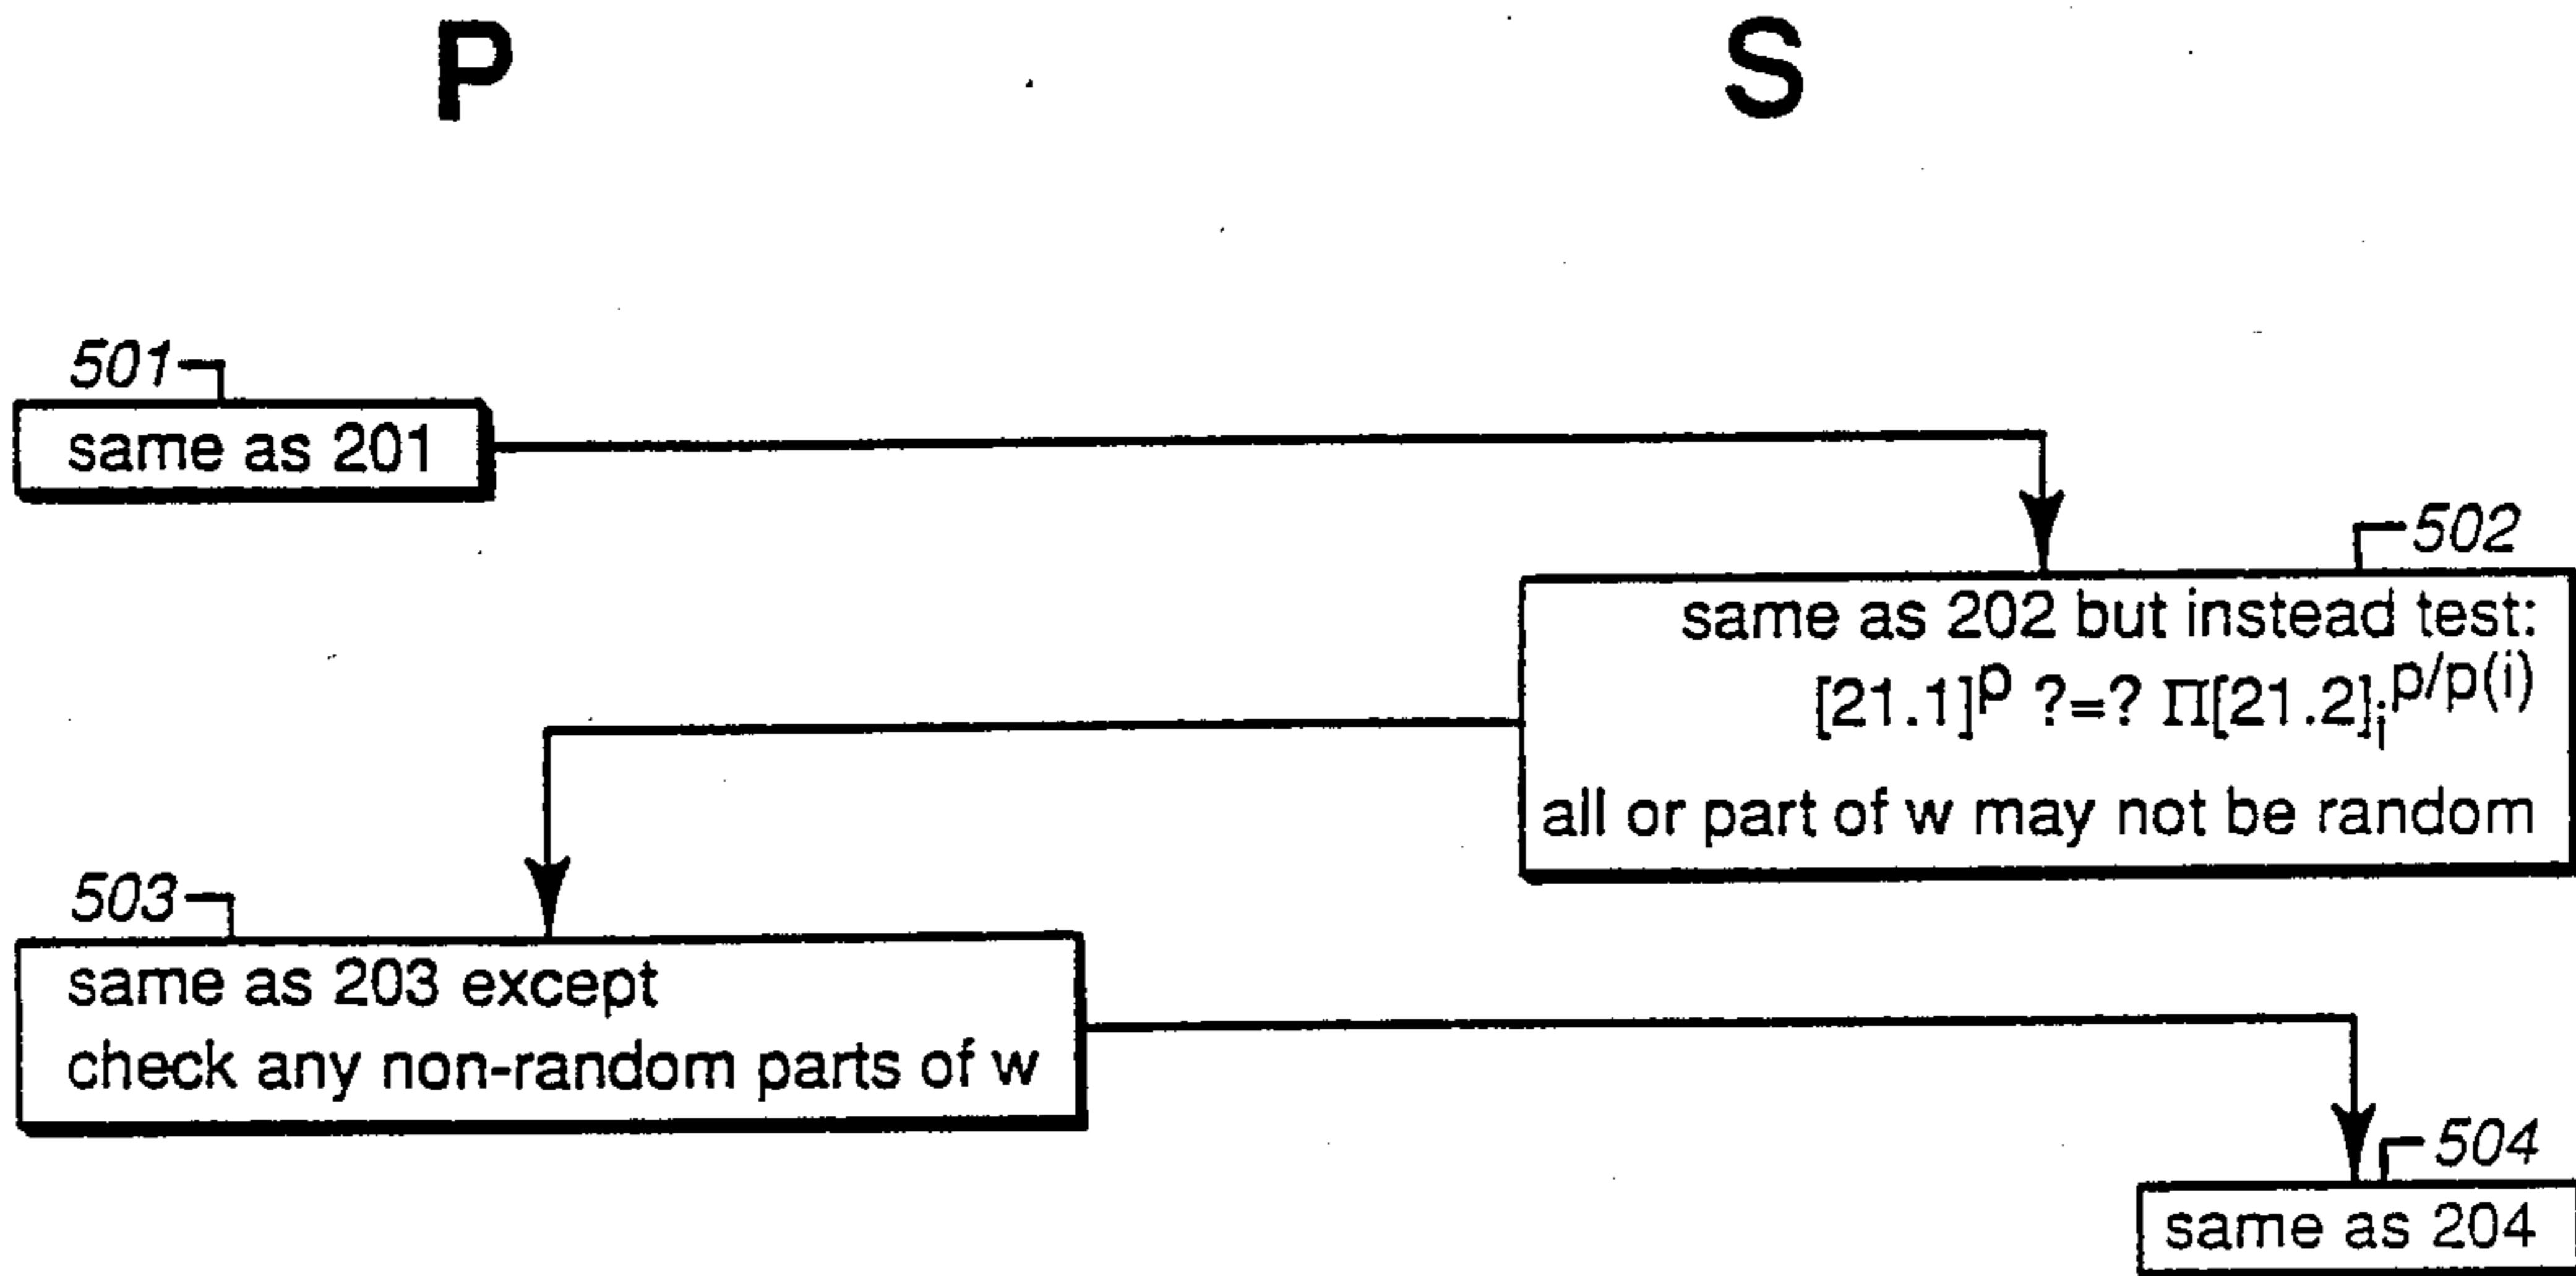 P
S
501
same as 201
502
same as 202 but instead test:
[21.1]^p ?=? Π[21.2]_i^p/p(i)
all or part of w may not be random
503
same as 203 except
check any non-random parts of w
504
same as 204